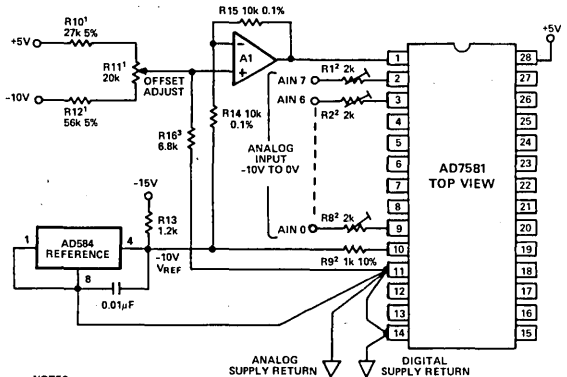 R15 10k 0.1%
R10¹
27k 5%
+5V
R11¹
20k
OFFSET
ADJUST
-10V
R12¹
56k 5%
A1
R14 10k
0.1%
R16³
6.8k
ANALOG
INPUT
-10V TO 0V
AIN 7
R1² 2k
AIN 6
R2² 2k
AIN 0
R8² 2k
R9² 1k 10%
-15V
R13
1.2k
AD584
REFERENCE
1
4
8
-10V
VREF
0.01µF
ANALOG
SUPPLY RETURN
DIGITAL
SUPPLY RETURN
AD7581
TOP VIEW
+5V
1
2
3
4
5
6
7
8
9
10
11
12
13
14
28
27
26
25
24
23
22
21
20
19
18
17
16
15